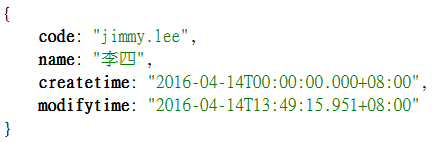 {
    code: "jimmy.lee",
    name: "李四",
    createtime: "2016-04-14T00:00:00.000+08:00",
    modifytime: "2016-04-14T13:49:15.951+08:00"
}